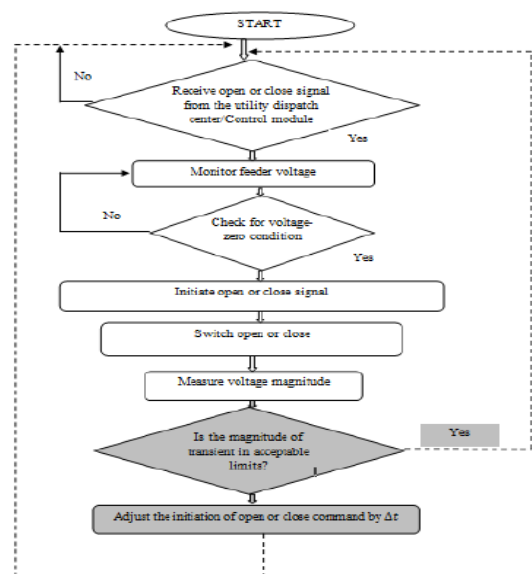 START
No
Receive open or close signal
from the utility dispatch
center/Control module
Yes
Monitor feeder voltage
No
Check for voltage-
zero condition
Yes
Initiate open or close signal
Switch open or close
Measure voltage magnitude
Is the magnitude of
transient in acceptable
limits?
Yes
Adjust the initiation of open or close command by Δt